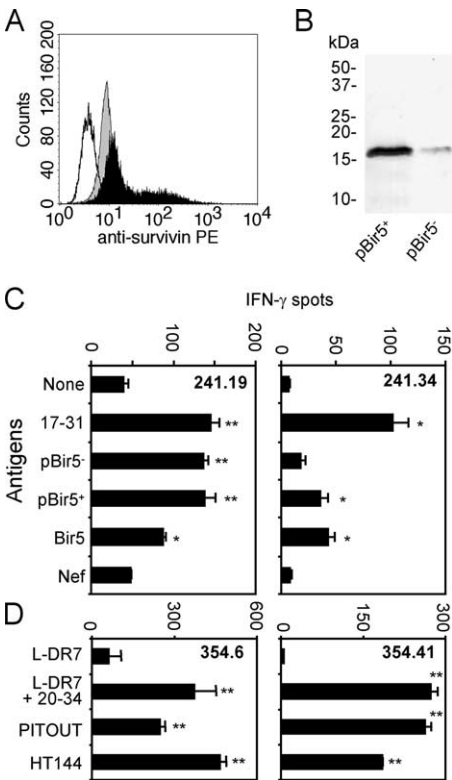 A
Counts
200
160
120
80
40
0
10⁰ 10¹ 10² 10³ 10⁴
anti-survivin PE
B
kDa
50-
37-
25-
20-
15-
10-
pBir5⁺ pBir5⁻
C
IFN-γ spots
0 100 200
0 50 100 150
Antigens
None 241.19 241.34
17-31 ** *
pBir5⁻ **
pBir5⁺ ** *
Bir5 * *
Nef
D
0 300 600
0 150 300
L-DR7 354.6 354.41
L-DR7 + 20-34 ** **
PITOUT ** **
HT144 ** **